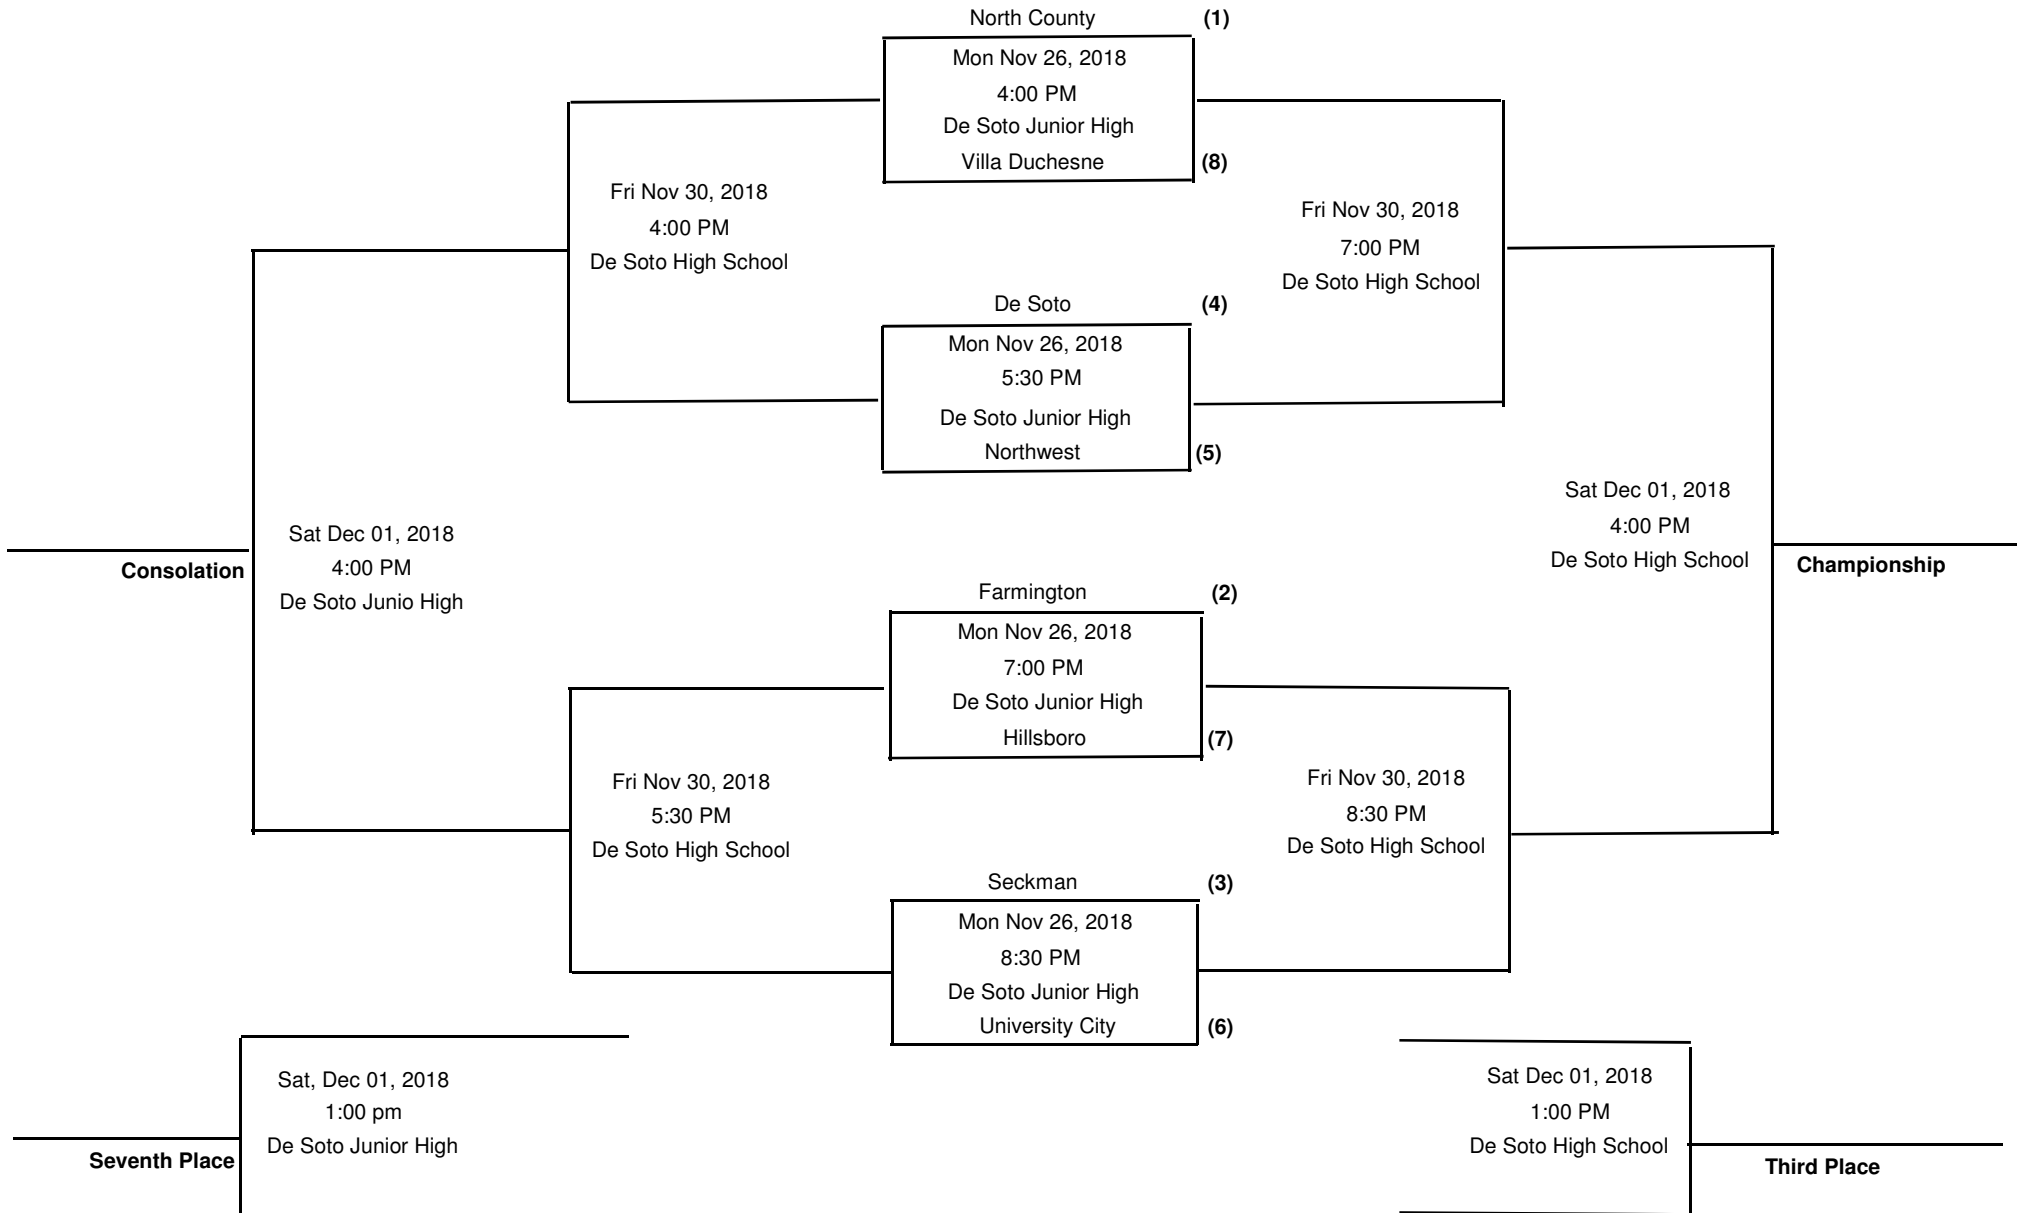 North County (1)
Mon Nov 26, 2018
4:00 PM
De Soto Junior High
Villa Duchesne (8)
Fri Nov 30, 2018
4:00 PM
De Soto High School
Fri Nov 30, 2018
7:00 PM
De Soto High School
De Soto (4)
Mon Nov 26, 2018
5:30 PM
De Soto Junior High
Northwest (5)
Sat Dec 01, 2018
4:00 PM
De Soto Junio High
Consolation
Sat Dec 01, 2018
4:00 PM
De Soto High School
Championship
Farmington (2)
Mon Nov 26, 2018
7:00 PM
De Soto Junior High
Hillsboro (7)
Fri Nov 30, 2018
5:30 PM
De Soto High School
Fri Nov 30, 2018
8:30 PM
De Soto High School
Seckman (3)
Mon Nov 26, 2018
8:30 PM
De Soto Junior High
University City (6)
Sat, Dec 01, 2018
1:00 pm
De Soto Junior High
Seventh Place
Sat Dec 01, 2018
1:00 PM
De Soto High School
Third Place